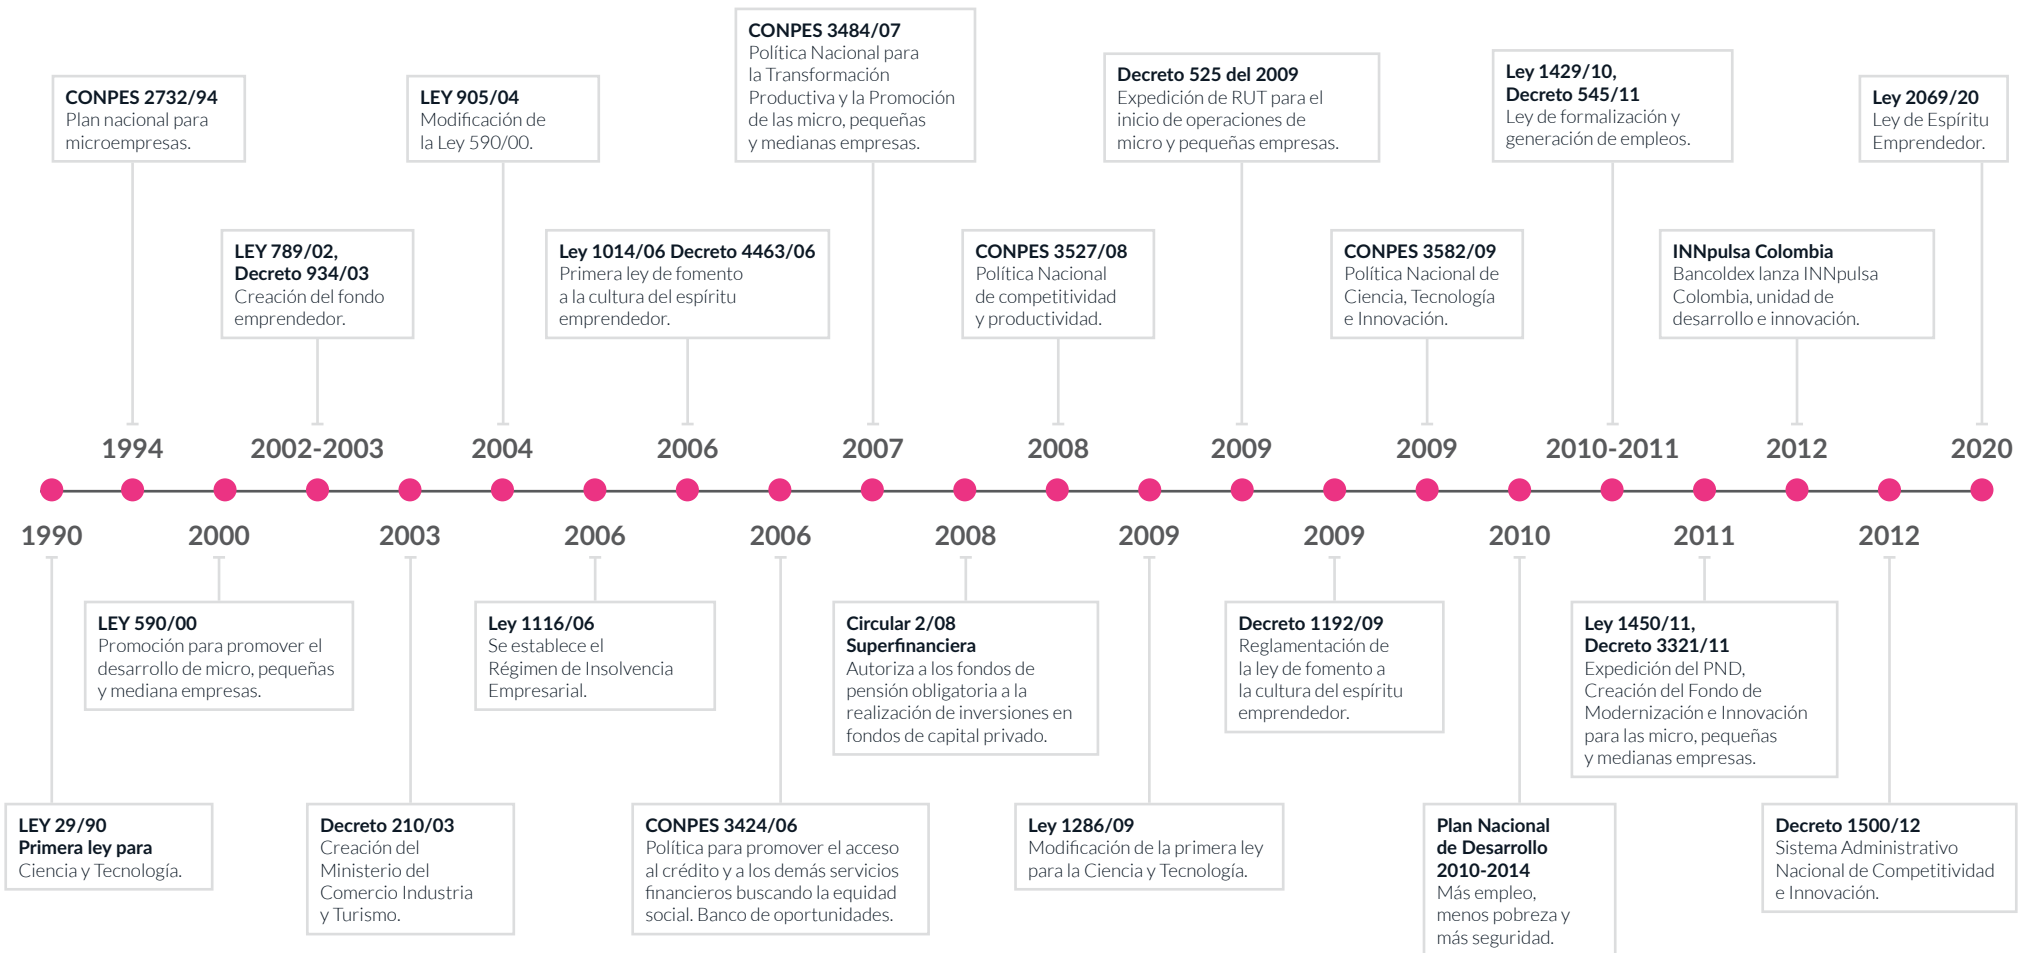 CONPES 2732/94
Plan nacional para
microempresas.
LEY 905/04
Modificación de
la Ley 590/00.
CONPES 3484/07
Política Nacional para
la Transformación
Productiva y la Promoción
de las micro, pequeñas
y medianas empresas.
Decreto 525 del 2009
Expedición de RUT para el
inicio de operaciones de
micro y pequeñas empresas.
Ley 1429/10,
Decreto 545/11
Ley de formalización y
generación de empleos.
Ley 2069/20
Ley de Espíritu
Emprendedor.
LEY 789/02,
Decreto 934/03
Creación del fondo
emprendedor.
Ley 1014/06 Decreto 4463/06
Primera ley de fomento
a la cultura del espíritu
emprendedor.
CONPES 3527/08
Política Nacional
de competitividad
y productividad.
CONPES 3582/09
Política Nacional de
Ciencia, Tecnología
e Innovación.
INNpulsa Colombia
Bancoldex lanza INNpulsa
Colombia, unidad de
desarrollo e innovación.
1994
2002-2003
2004
2006
2007
2008
2009
2009
2010-2011
2012
2020
1990
2000
2003
2006
2006
2008
2009
2009
2010
2011
2012
LEY 590/00
Promoción para promover el
desarrollo de micro, pequeñas
y mediana empresas.
Ley 1116/06
Se establece el
Régimen de Insolvencia
Empresarial.
Circular 2/08
Superfinanciera
Autoriza a los fondos de
pensión obligatoria a la
realización de inversiones en
fondos de capital privado.
Decreto 1192/09
Reglamentación de
la ley de fomento a
la cultura del espíritu
emprendedor.
Ley 1450/11,
Decreto 3321/11
Expedición del PND,
Creación del Fondo de
Modernización e Innovación
para las micro, pequeñas
y medianas empresas.
LEY 29/90
Primera ley para
Ciencia y Tecnología.
Decreto 210/03
Creación del
Ministerio del
Comercio Industria
y Turismo.
CONPES 3424/06
Política para promover el acceso
al crédito y a los demás servicios
financieros buscando la equidad
social. Banco de oportunidades.
Ley 1286/09
Modificación de la primera ley
para la Ciencia y Tecnología.
Plan Nacional
de Desarrollo
2010-2014
Más empleo,
menos pobreza y
más seguridad.
Decreto 1500/12
Sistema Administrativo
Nacional de Competitividad
e Innovación.